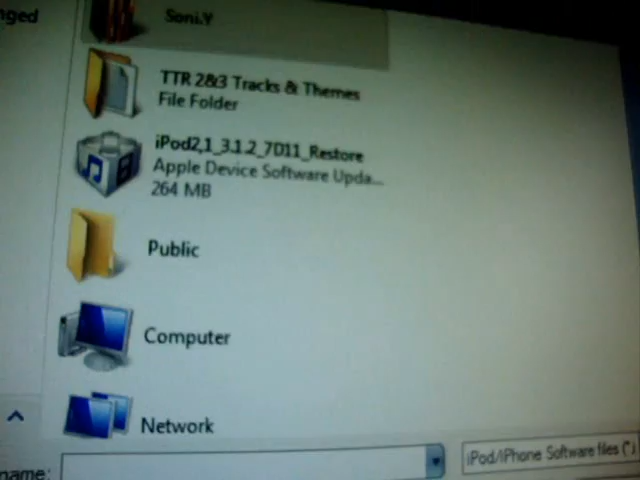 nged
Soni.Y
TTR 2&3 Tracks & Themes
File Folder
iPod2,1_3.1.2_7D11_Restore
Apple Device Software Upda...
264 MB
Public
Computer
Network
name:
iPod/iPhone Software files (*)